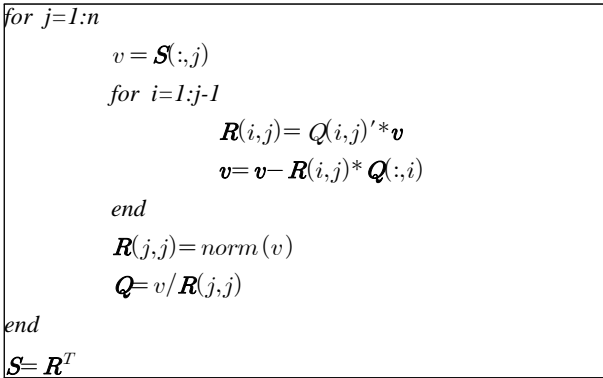 for j=1:n
v = S(:,j)
for i=1:j-1
R(i,j)= Q(i,j)′*v
v= v− R(i,j)* Q(:,i)
end
R(j,j)= norm(v)
Q= v/R(j,j)
end
S= R^T